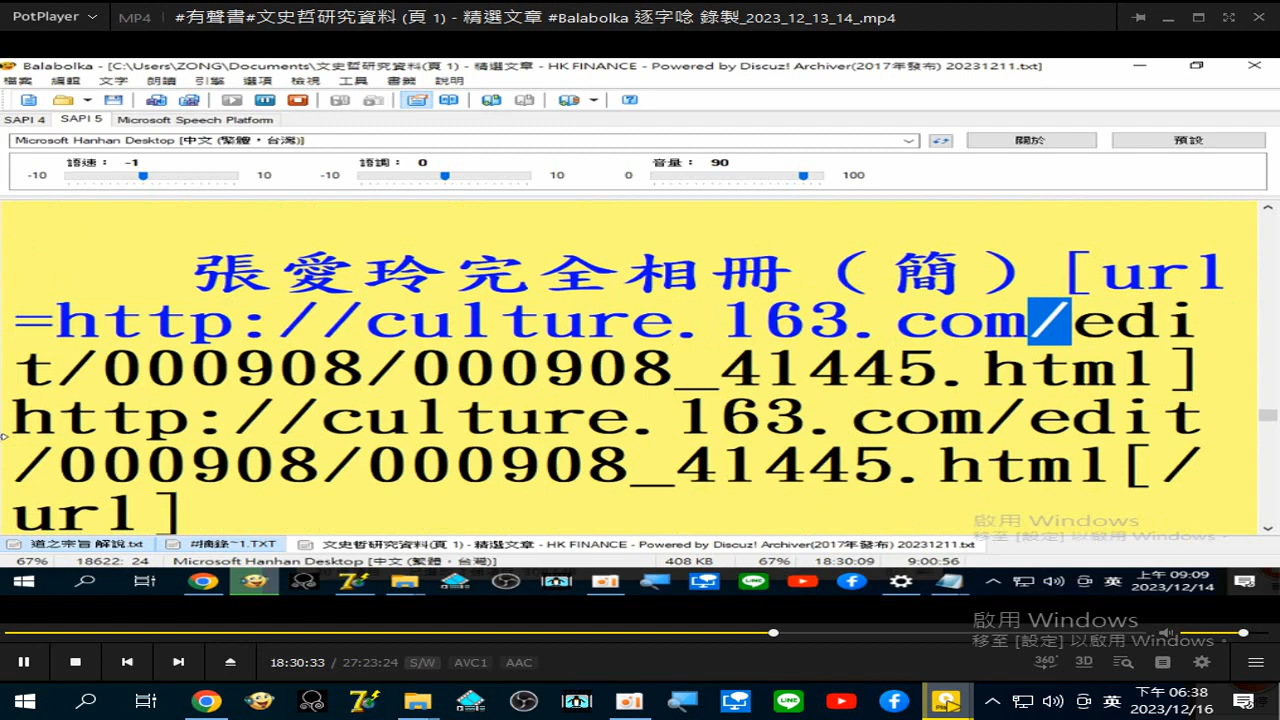 PotPlayer MP4 #有聲書#文史哲研究資料 (頁 1) - 精選文章 #Balabolka 逐字唸 錄製_2023_12_13_14_.mp4
Balabolka - [C:\Users\ZONG\Documents\文史哲研究資料(頁 1) - 精選文章 - HK FINANCE - Powered by Discuz! Archiver(2017年發布) 20231211.txt]
檔案 編輯 文字 朗讀 引擎 選項 檢視 工具 書籤 說明
SAPI 4 SAPI 5 Microsoft Speech Platform
Microsoft Hanhan Desktop [中文 (繁體，台灣)] 關於 預設
語速： -1 語調： 0 音量： 90
-10 10 -10 10 0 100
張愛玲完全相冊（簡）[url
=http://culture.163.com/edi
t/000908/000908_41445.html]
http://culture.163.com/edit
/000908/000908_41445.html[/
url]
啟用 Windows
移至 [設定] 以啟用 Windows。
道之宗旨 解說.txt #摘錄~1.TXT 文史哲研究資料(頁 1) - 精選文章 - HK FINANCE - Powered by Discuz! Archiver(2017年發布) 20231211.txt
67% 18622: 24 Microsoft Hanhan Desktop [中文 (繁體，台灣)] 408 KB 67% 18:30:09 9:00:56
英 上午 09:09
2023/12/14
啟用 Windows
移至 [設定] 以啟用 Windows。
18:30:33 / 27:23:24 S/W AVC1 AAC 360° 3D
英 下午 06:38
2023/12/16